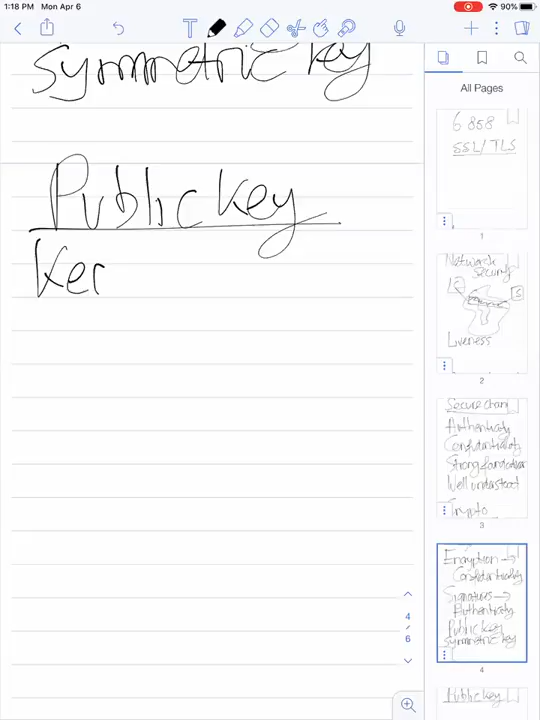 1:18 PM Mon Apr 6
90%
T
Symmetric key
Public key
Ker
4
6
All Pages
6 858
SSL/TLS
1
Network
Security
S
Liveness
2
Secure chan
Authenticity
Confidentiality
Strong foundation
Well understood
Crypto
3
Encryption →
Confidentiality
Signatures →
Authenticity
Public key
Symmetric key
4
Public key